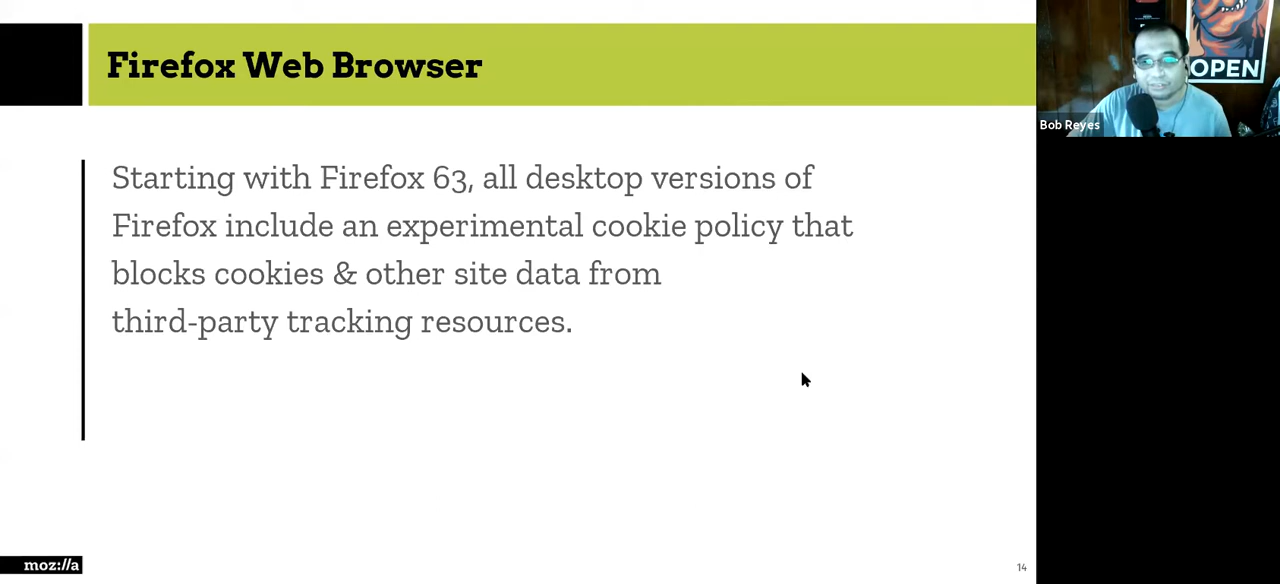 Firefox Web Browser
Starting with Firefox 63, all desktop versions of
Firefox include an experimental cookie policy that
blocks cookies & other site data from
third-party tracking resources.
moz://a
14
OPEN
Bob Reyes